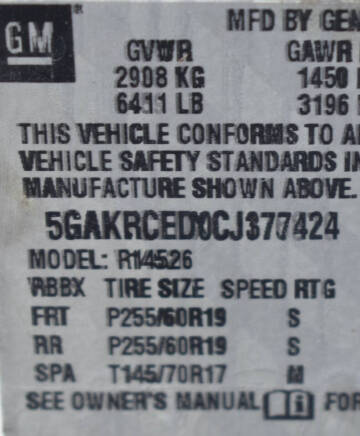 GM
MFD BY GEN
GVWR GAWR
2908 KG 1450
6411 LB 3196
THIS VEHICLE CONFORMS TO
VEHICLE SAFETY STANDARDS IN
MANUFACTURE SHOWN ABOVE.
5GAKRCED0CJ377424
MODEL: R14526
TIRE SIZE SPEED RTG
FRT P255/60R19 S
RR P255/60R19 S
SPA T145/70R17 M
SEE OWNER'S MANUAL FOR